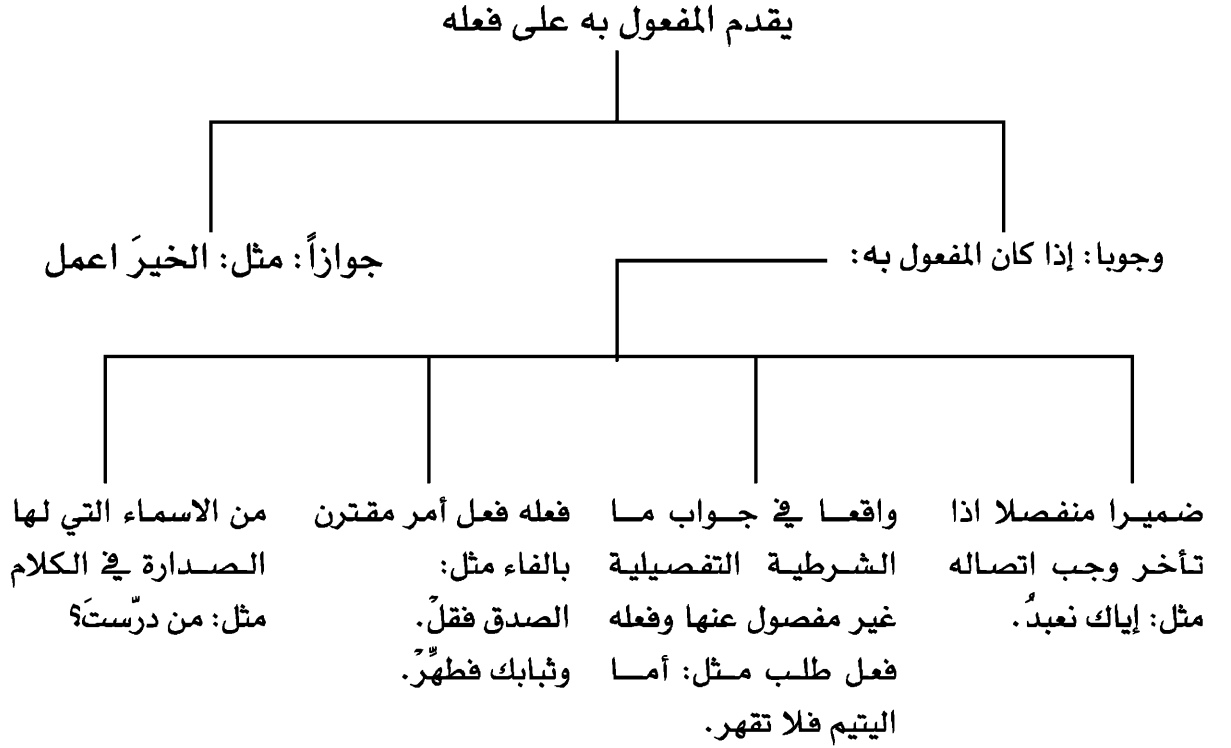 يقدم المفعول به على فعله
وجوبا: إذا كان المفعول به:
جوازاً: مثل: الخيرَ اعمل
ضميرا منفصلا اذا
تأخر وجب اتصاله
مثل: إياك نعبدُ.
واقعا في جواب ما
الشرطية التفصيلية
غير مفصول عنها وفعله
فعل طلب مثل: أما
اليتيم فلا تقهر.
فعله فعل أمر مقترن
بالفاء مثل:
الصدق فقلْ.
وثبابك فطهِّرْ.
من الاسماء التي لها
الصدارة في الكلام
مثل: من درّستَ؟